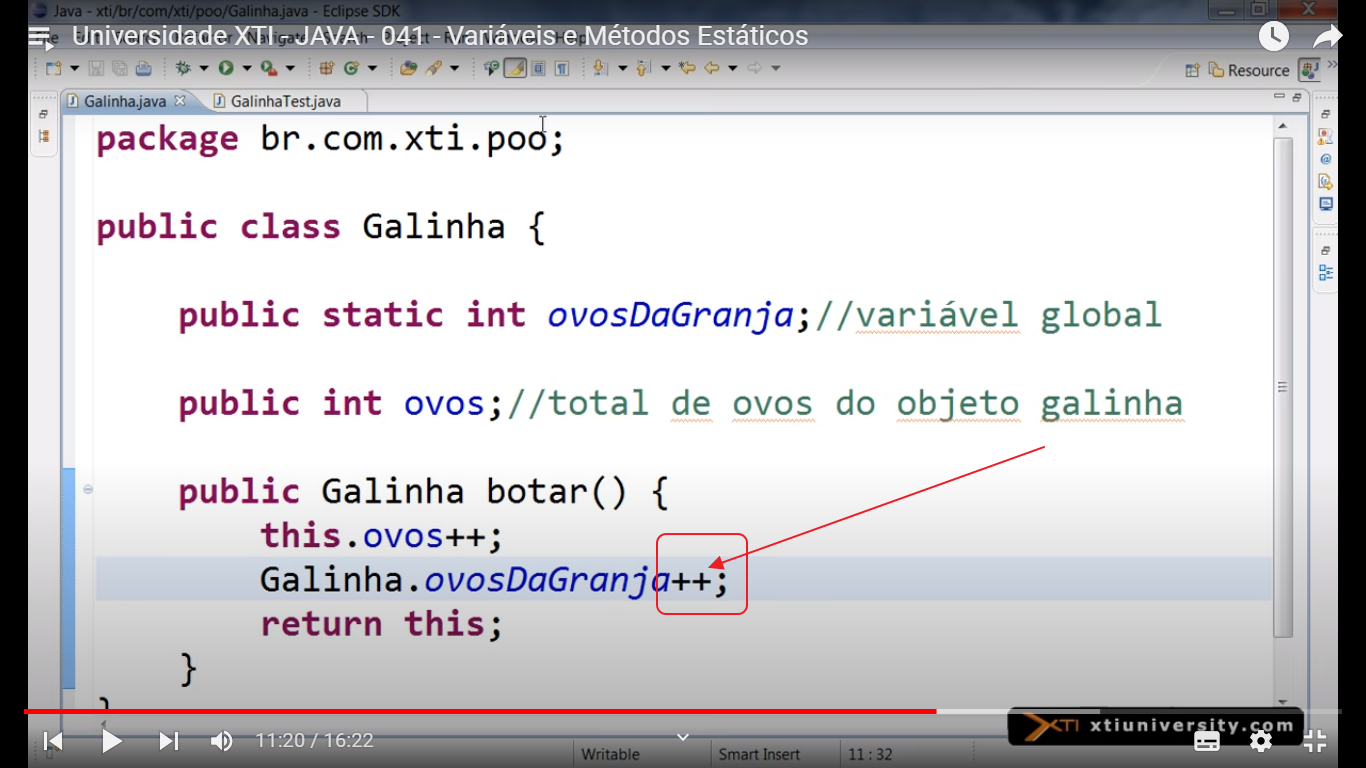 Java - xti/br/com/xti/poo/Galinha.java - Eclipse SDK
Universidade XTI - JAVA - 041 - Variáveis e Métodos Estáticos
Resource
Galinha.java
GalinhaTest.java
package br.com.xti.poo;
public class Galinha {
public static int ovosDaGranja;//variável global
public int ovos;//total de ovos do objeto galinha
public Galinha botar() {
this.ovos++;
Galinha.ovosDaGranja++;
return this;
}
}
XTI xtiuniversity.com
11:20 / 16:22
Writable
Smart Insert
11 : 32